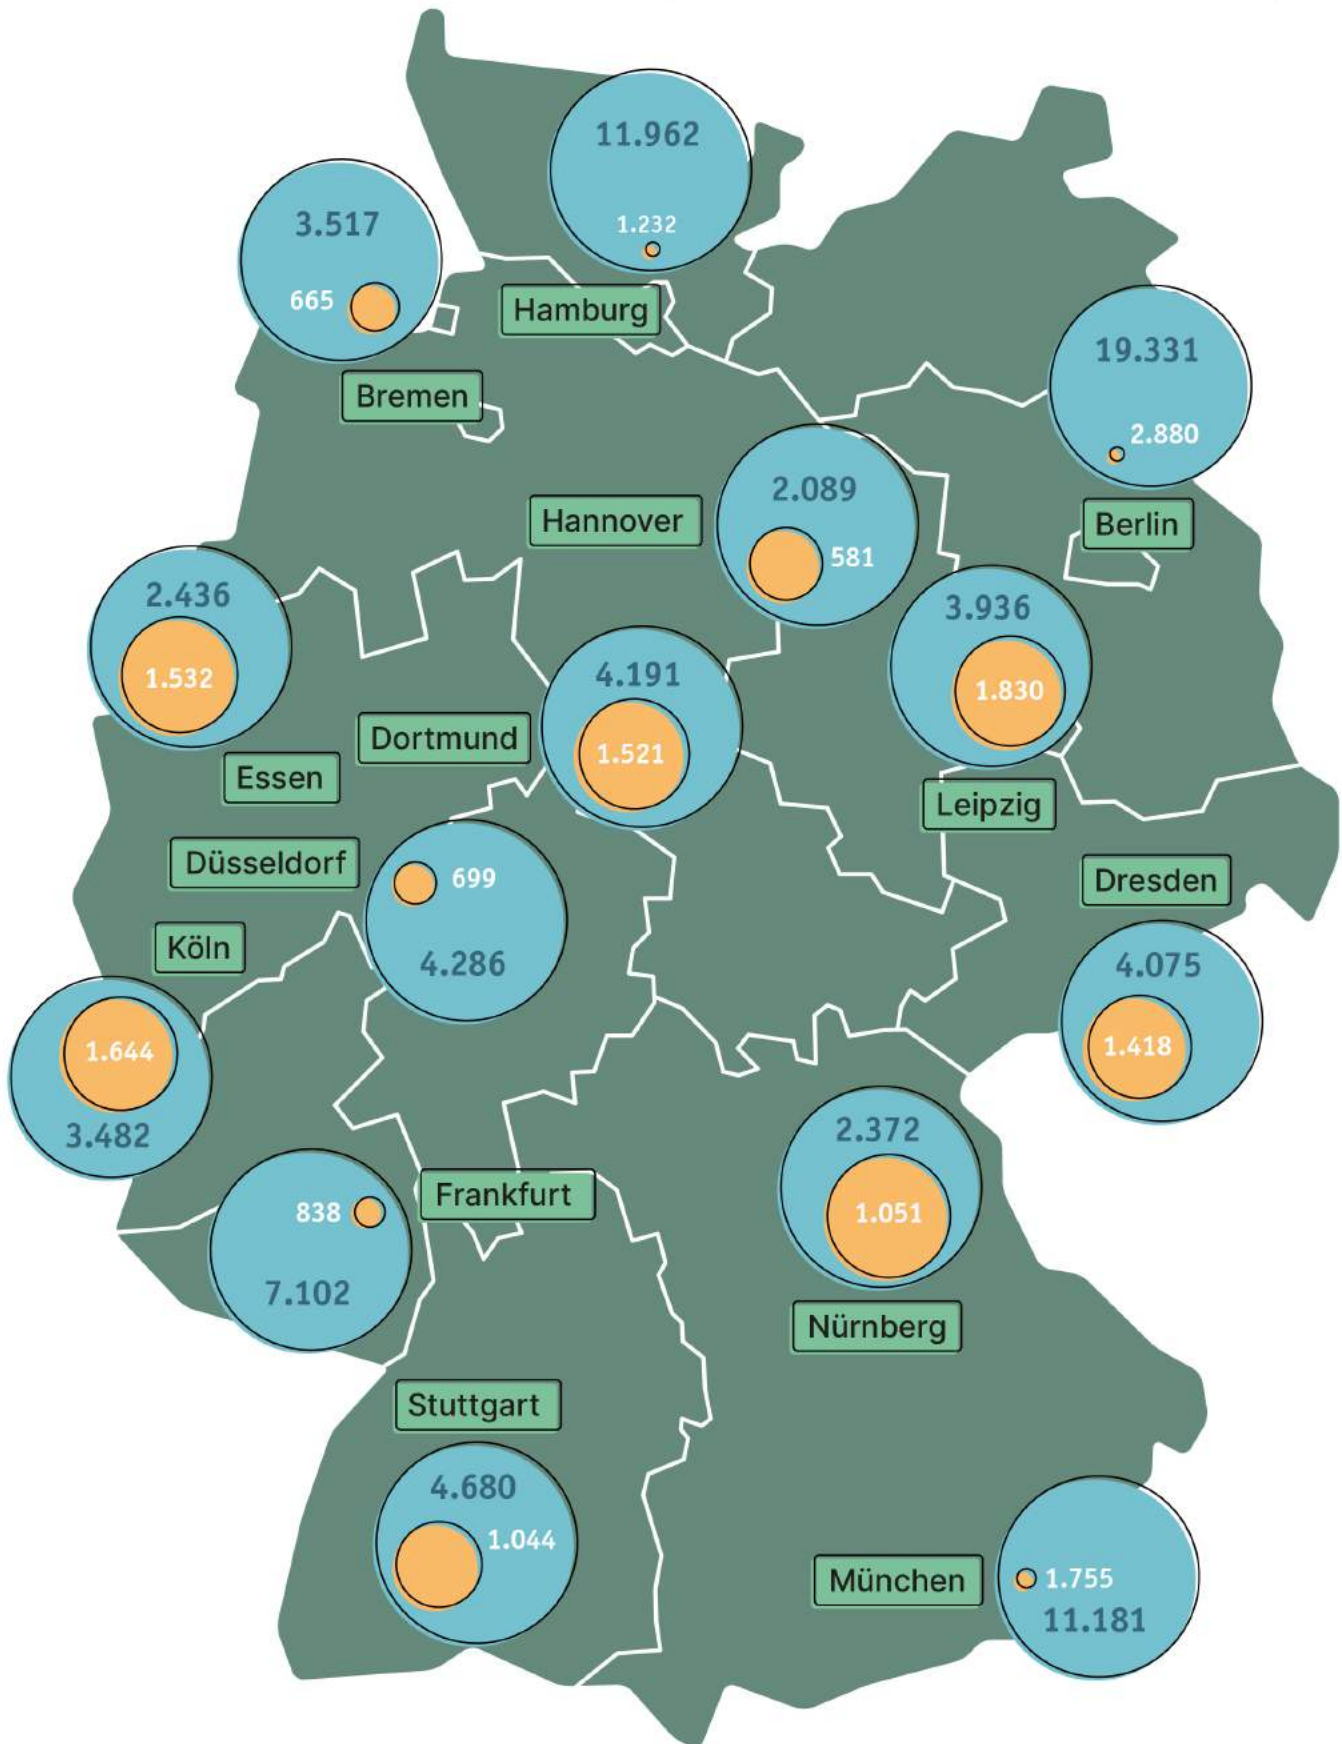 11.962
1.232
Hamburg
3.517
665
Bremen
19.331
2.880
Berlin
Hannover
2.089
581
2.436
1.532
Essen
4.191
1.521
Dortmund
3.936
1.830
Leipzig
Düsseldorf
699
4.286
Dresden
4.075
1.418
Köln
1.644
3.482
Frankfurt
838
7.102
2.372
1.051
Nürnberg
Stuttgart
4.680
1.044
München
1.755
11.181